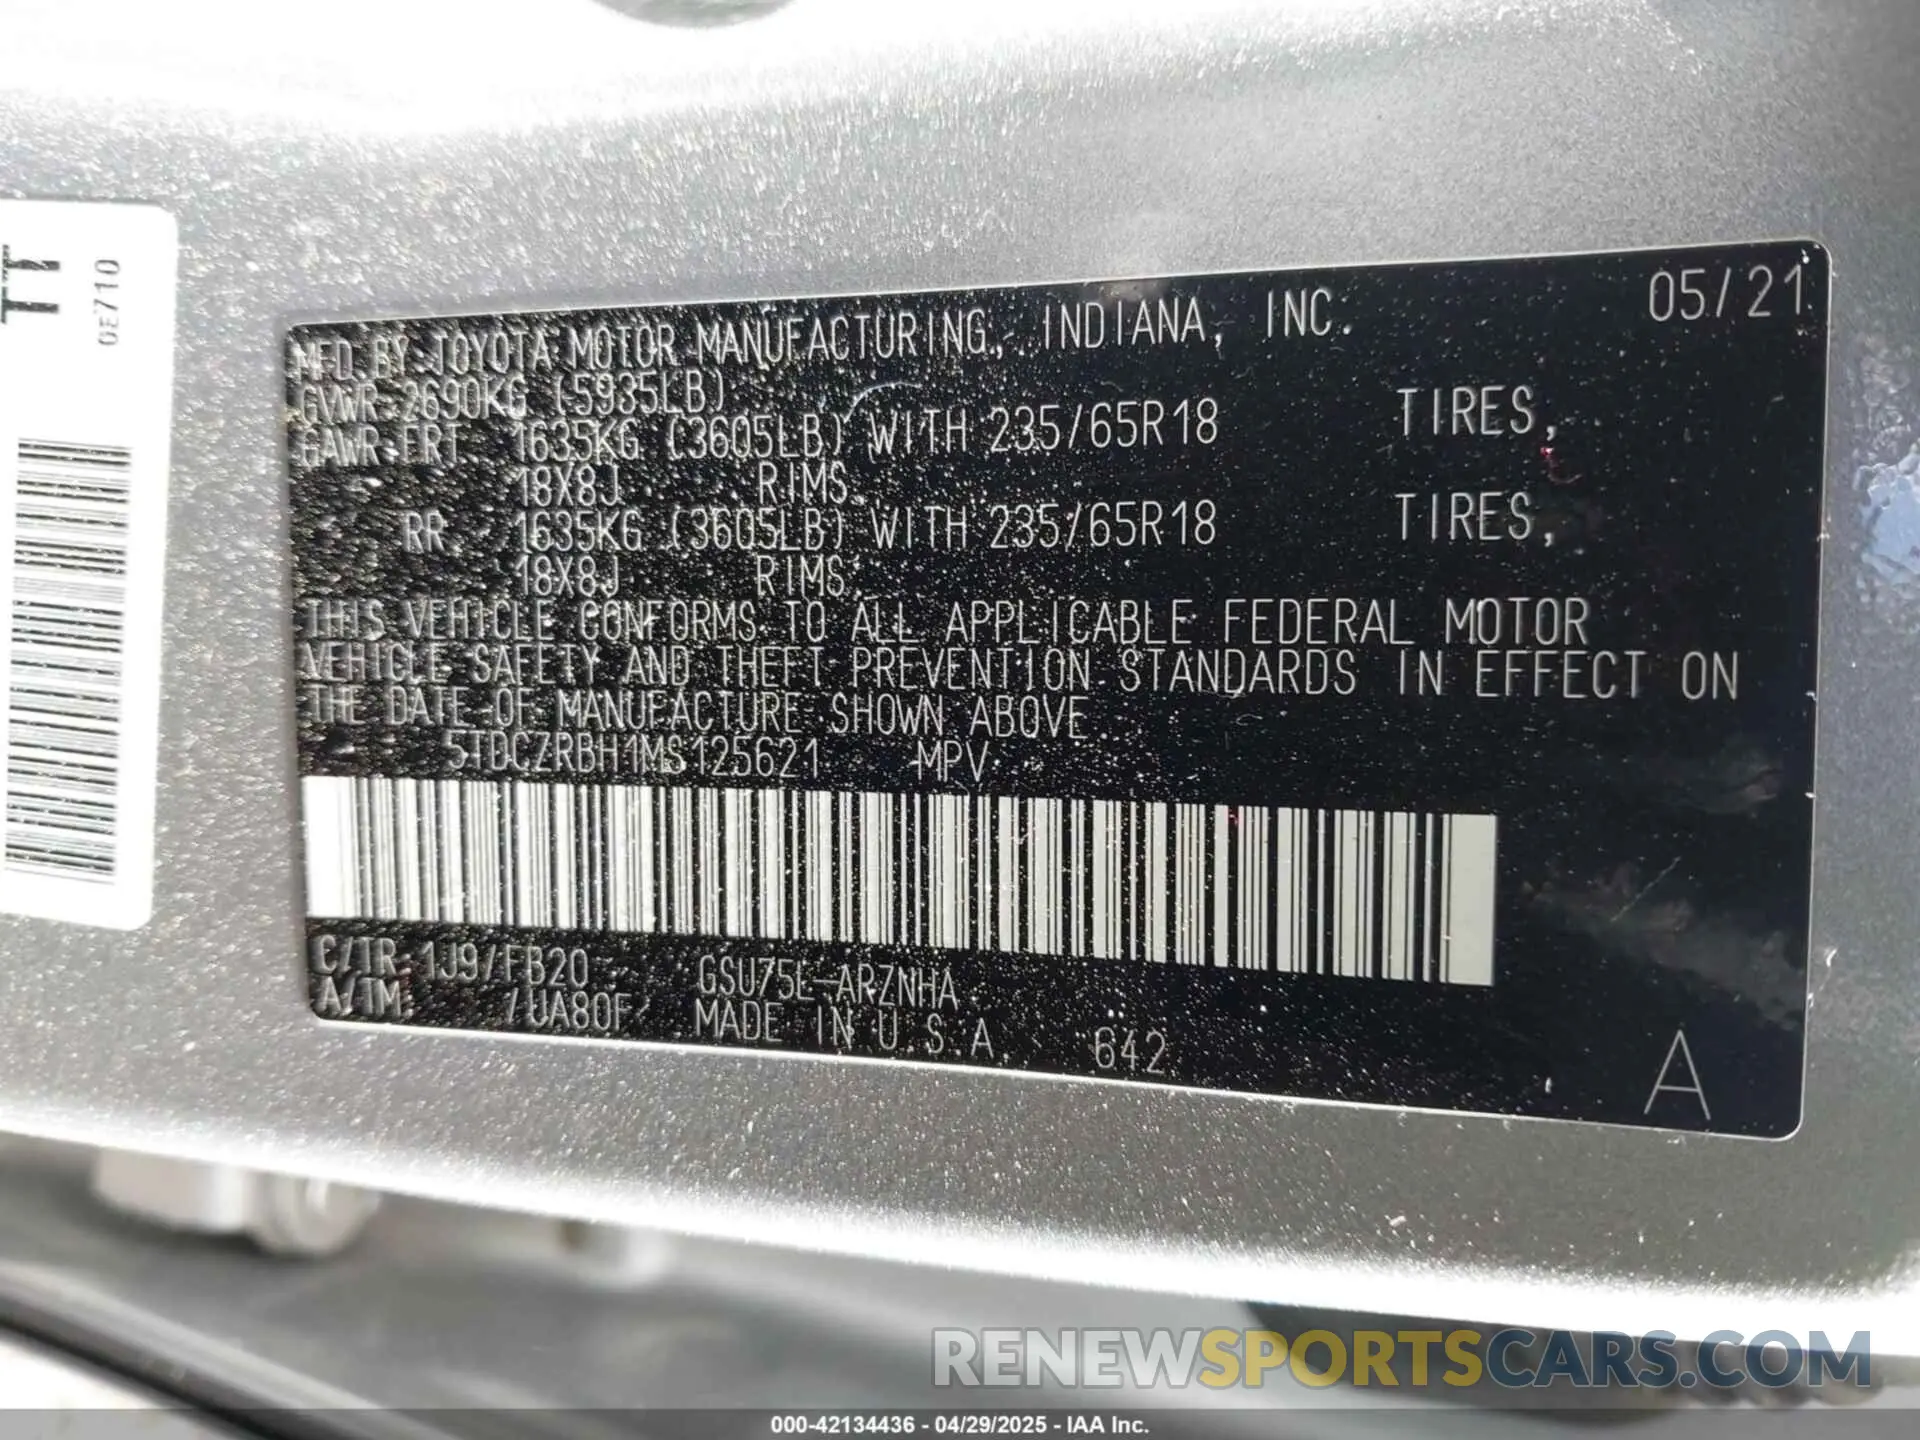 0E710
05/21
MFD.BY TOYOTA MOTOR MANUFACTURING, INDIANA, INC.
GVWR 2690KG (5935LB)
GAWR FRT 1635KG (3605LB) WITH 235/65R18 TIRES,
18X8J RIMS,
RR 1635KG (3605LB) WITH 235/65R18 TIRES,
18X8J RIMS,
THIS VEHICLE CONFORMS TO ALL APPLICABLE FEDERAL MOTOR
VEHICLE SAFETY AND THEFT PREVENTION STANDARDS IN EFFECT ON
THE DATE OF MANUFACTURE SHOWN ABOVE.
5TDCZRBH1MS125621 MPV
C/TR 1J9/FB20 GSU75L-ARZNHA
A/TM /UA80F MADE IN U.S.A. 642
A
RENEWSPORTSCARS.COM
000-42134436 - 04/29/2025 - IAA Inc.